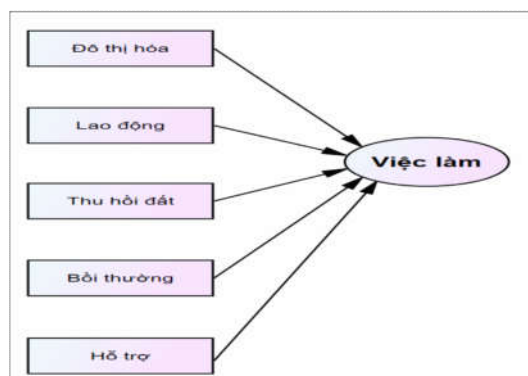 Đô thị hóa
Lao động
Việc làm
Thu hồi đất
Bồi thường
Hỗ trợ